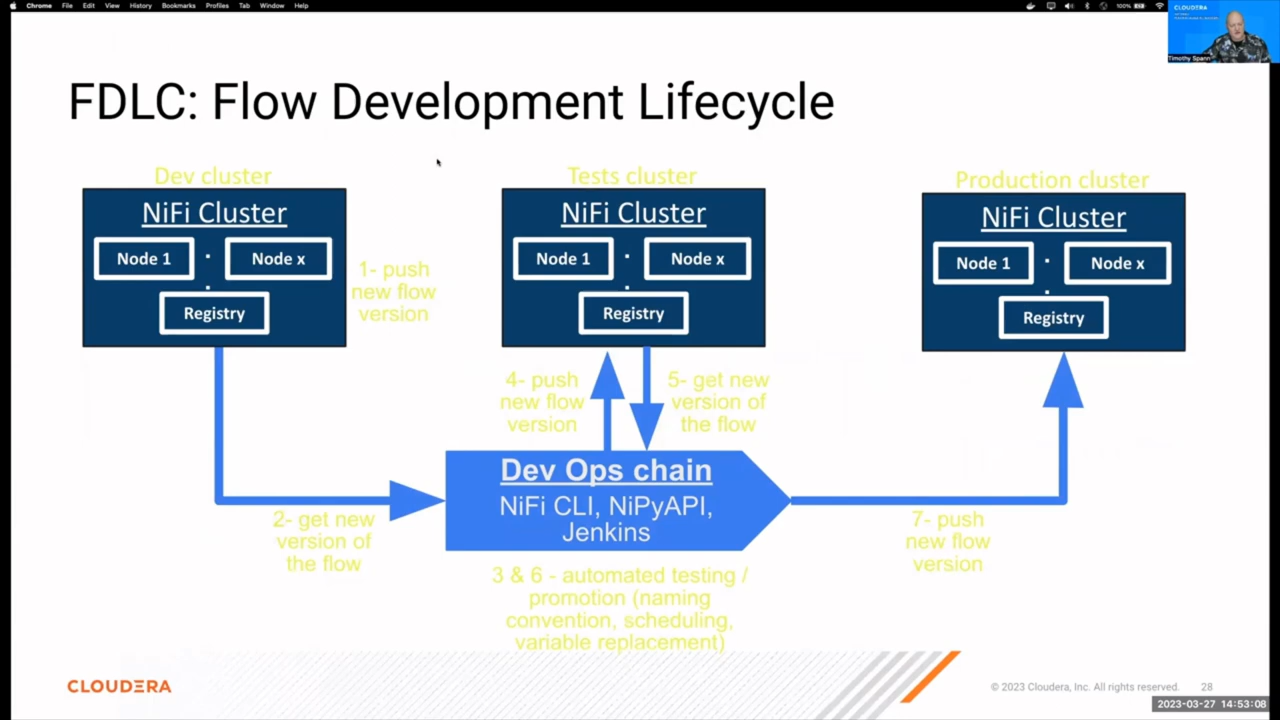 Chrome File Edit View History Bookmarks Profiles Tab Window Help
100%
CLOUDERA
Timothy Spann
FDLC: Flow Development Lifecycle
Dev cluster
NiFi Cluster
Node 1 . Node x
.
Registry
1- push
new flow
version
Tests cluster
NiFi Cluster
Node 1 . Node x
.
Registry
Production cluster
NiFi Cluster
Node 1 . Node x
.
Registry
4- push
new flow
version
5- get new
version of
the flow
Dev Ops chain
NiFi CLI, NiPyAPI,
Jenkins
2- get new
version of
the flow
7- push
new flow
version
3 & 6 - automated testing /
promotion (naming
convention, scheduling,
variable replacement)
CLOUDERA
© 2023 Cloudera, Inc. All rights reserved. 28
2023-03-27 14:53:08